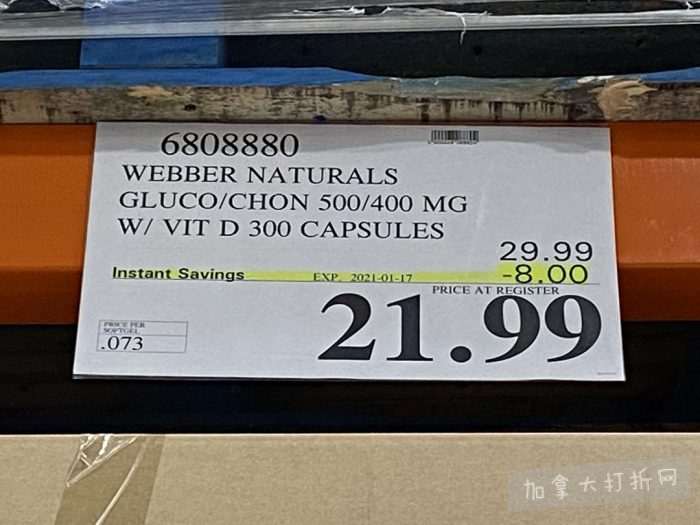 6808880
WEBBER NATURALS
GLUCO/CHON 500/400 MG
W/ VIT D 300 CAPSULES
29.99
Instant Savings EXP. 2021-01-17 -8.00
PRICE AT REGISTER
21.99
PRICE PER
SOFTGEL
.073
加拿大打折网